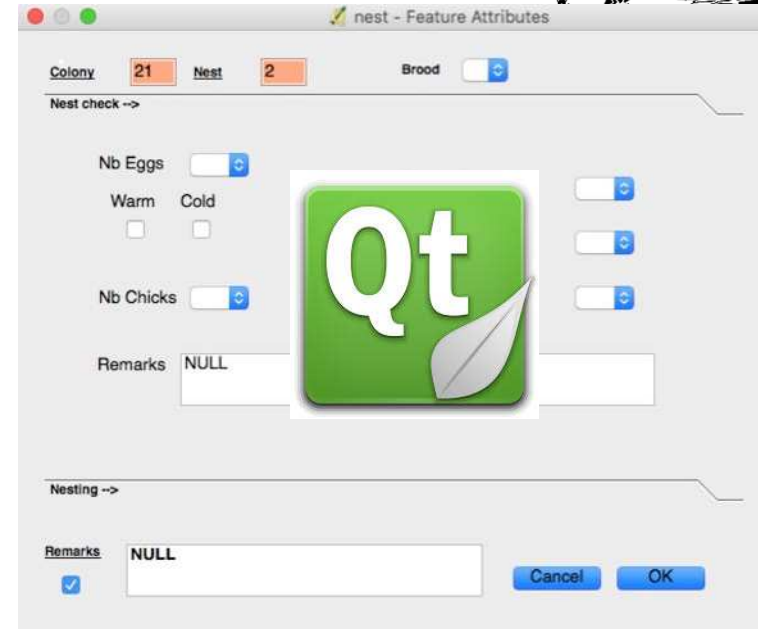 nest - Feature Attributes
Colony 21 Nest 2 Brood
Nest check -->
Nb Eggs
Warm Cold
Qt
Nb Chicks
Remarks NULL
Nesting -->
Remarks NULL
Cancel OK